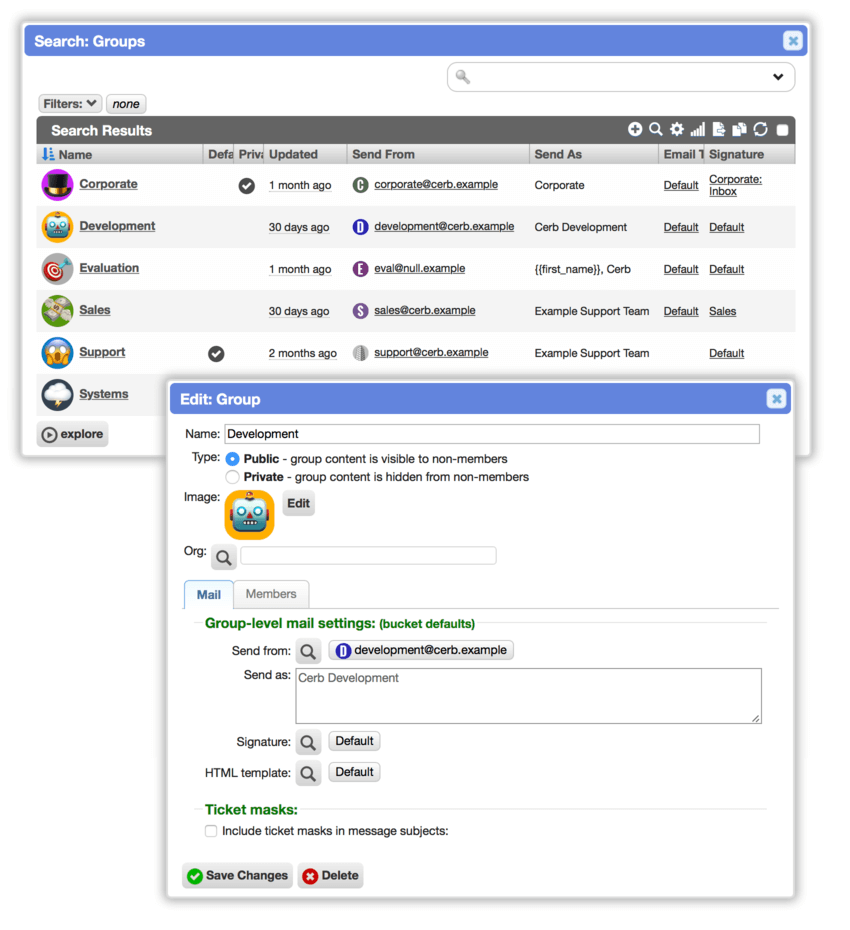 Search: Groups
Filters: none
Search Results
Name Defa Priva Updated Send From Send As Email T Signature
Corporate 1 month ago C corporate@cerb.example Corporate Default Corporate: Inbox
Development 30 days ago D development@cerb.example Cerb Development Default Default
Evaluation 1 month ago E eval@null.example {{first_name}}, Cerb Default Default
Sales 30 days ago S sales@cerb.example Example Support Team Default Sales
Support 2 months ago support@cerb.example Example Support Team Default
Systems
explore
Edit: Group
Name: Development
Type: Public - group content is visible to non-members
Private - group content is hidden from non-members
Image: Edit
Org:
Mail Members
Group-level mail settings: (bucket defaults)
Send from: D development@cerb.example
Send as: Cerb Development
Signature: Default
HTML template: Default
Ticket masks:
Include ticket masks in message subjects:
Save Changes Delete